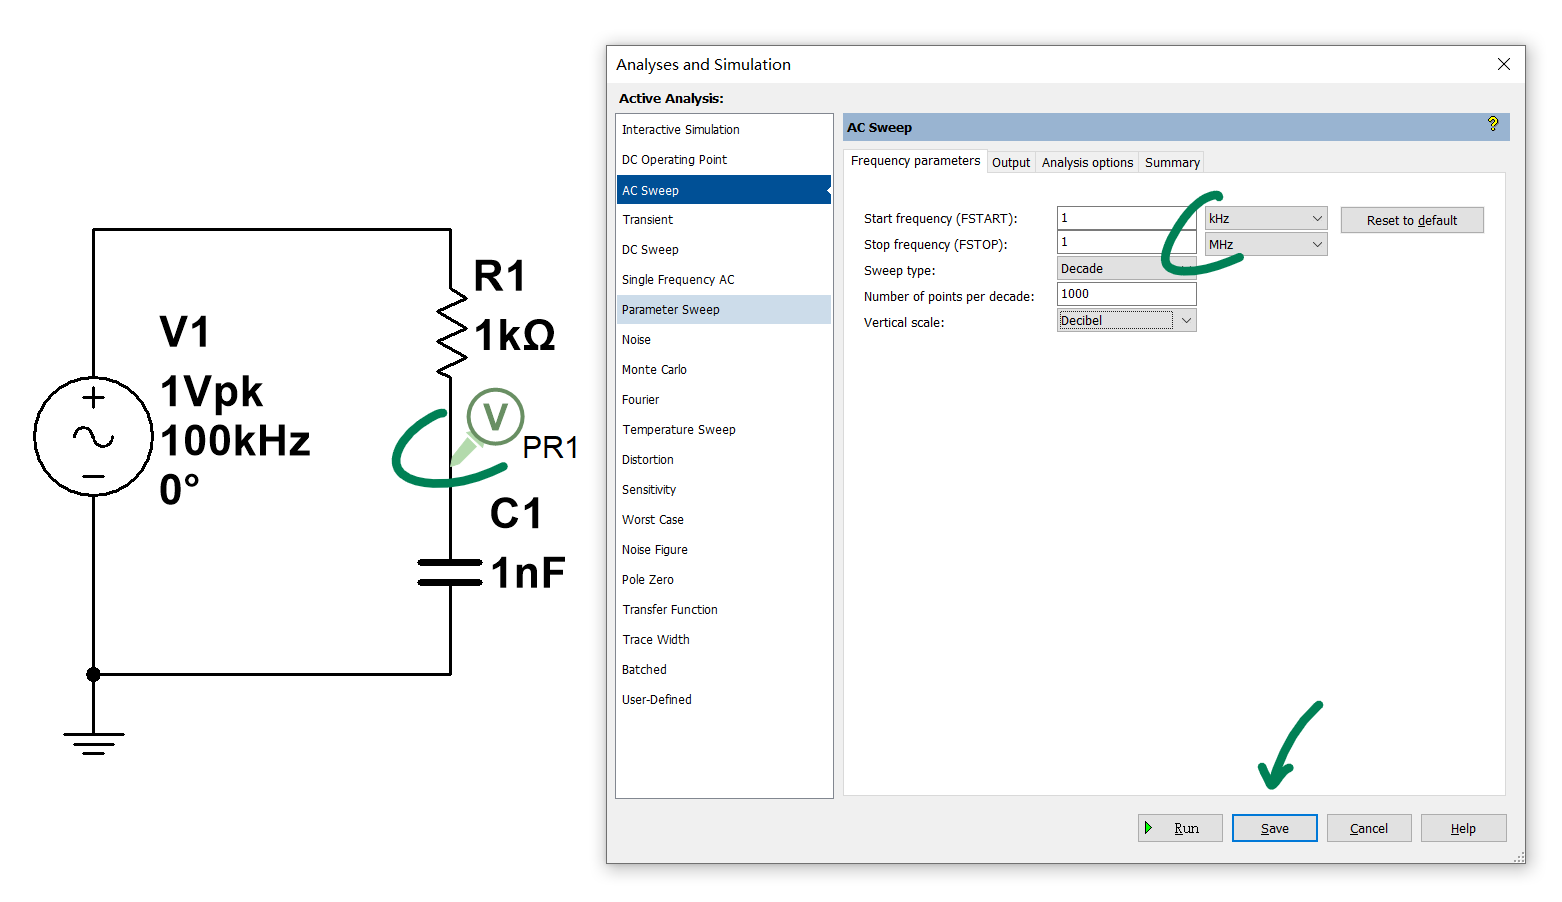 V1
1Vpk
100kHz
0°
R1
1kΩ
V
PR1
C1
1nF
Analyses and Simulation
Active Analysis:
Interactive Simulation
DC Operating Point
AC Sweep
Transient
DC Sweep
Single Frequency AC
Parameter Sweep
Noise
Monte Carlo
Fourier
Temperature Sweep
Distortion
Sensitivity
Worst Case
Noise Figure
Pole Zero
Transfer Function
Trace Width
Batched
User-Defined
AC Sweep
?
Frequency parameters Output Analysis options Summary
Start frequency (FSTART): 1 kHz Reset to default
Stop frequency (FSTOP): 1 MHz
Sweep type: Decade
Number of points per decade: 1000
Vertical scale: Decibel
Run Save Cancel Help